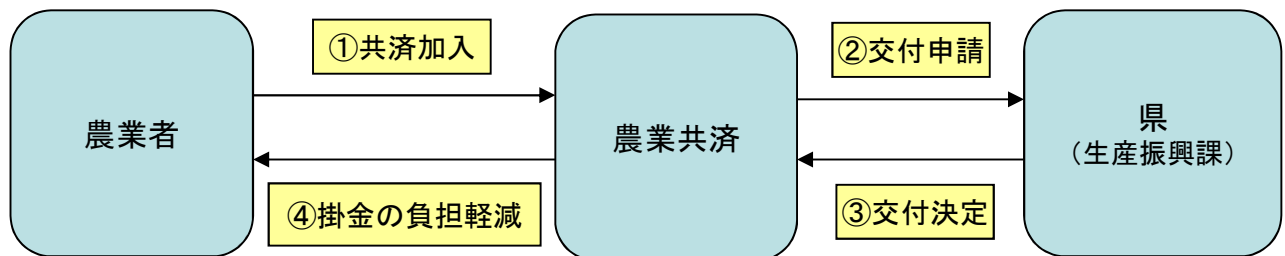 ①共済加入
②交付申請
農業者
農業共済
県
（生産振興課）
④掛金の負担軽減
③交付決定